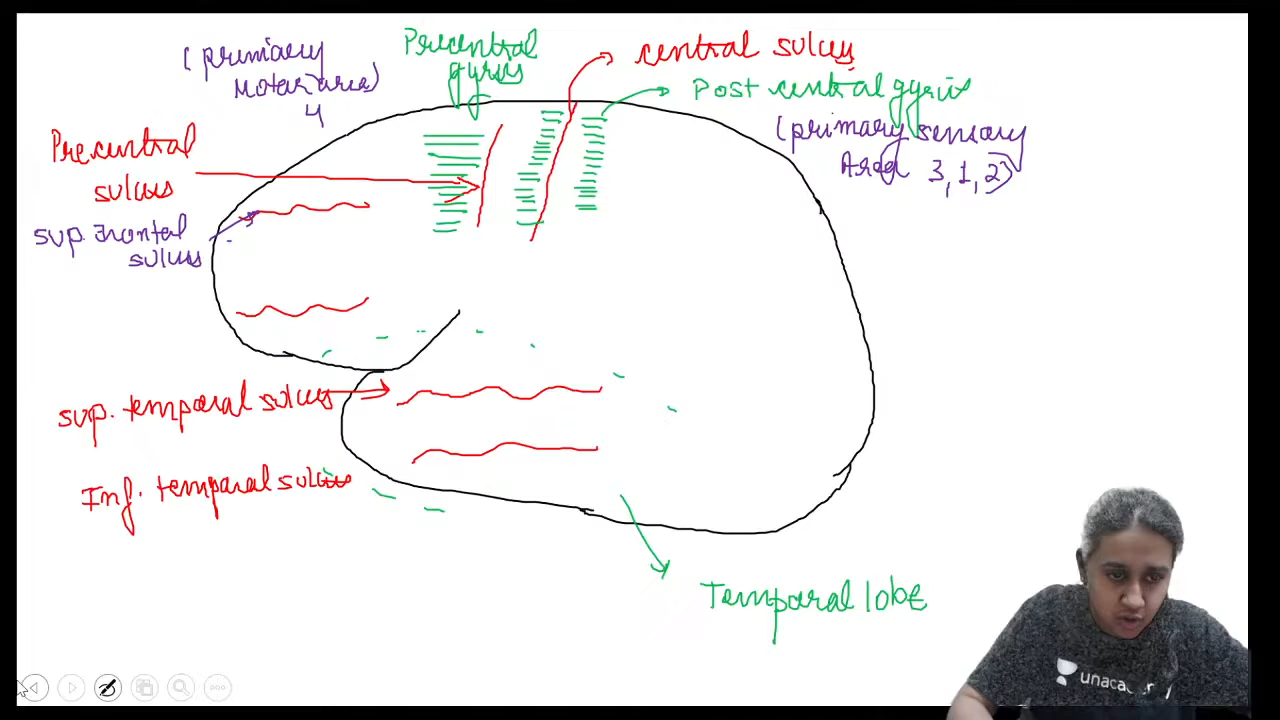 (primary
Motor area)
4
Precentral
gyrus
central sulcus
Post central gyrus
(primary sensory
Area 3, 1, 2)
Precentral
sulcus
sup. frontal
sulcus
sup. temporal sulcus
Inf. temporal sulcus
Temporal lobe
unacademy